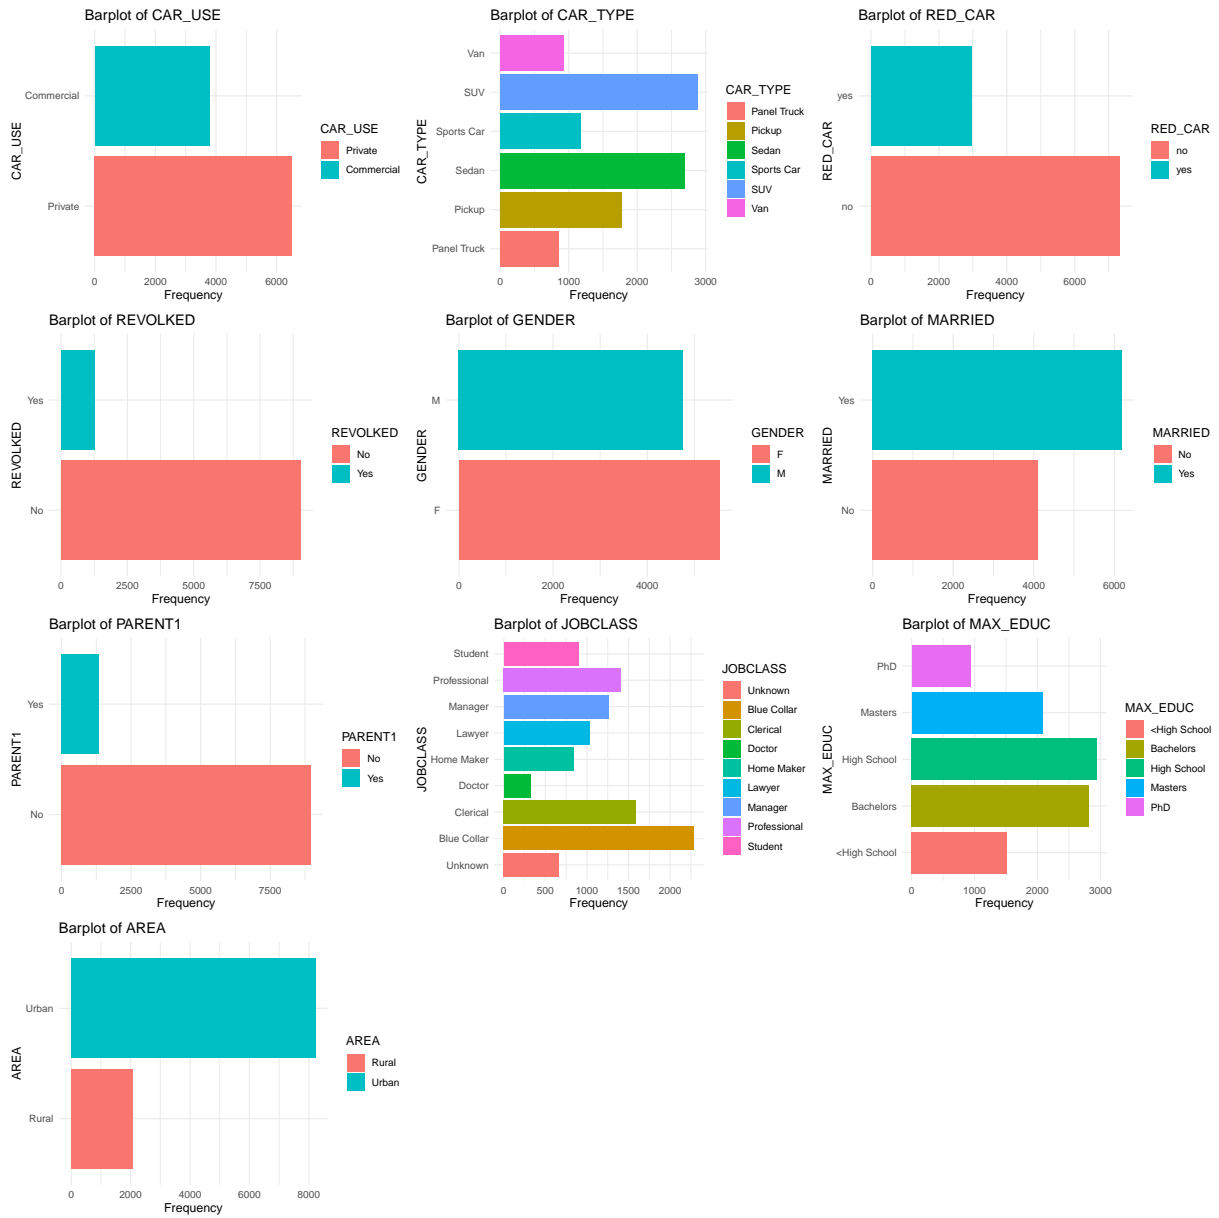 Barplot of CAR_USE
CAR_USE
Commercial
Private
0 2000 4000 6000
Frequency
CAR_USE
Private
Commercial
Barplot of CAR_TYPE
CAR_TYPE
Van
SUV
Sports Car
Sedan
Pickup
Panel Truck
0 1000 2000 3000
Frequency
CAR_TYPE
Panel Truck
Pickup
Sedan
Sports Car
SUV
Van
Barplot of RED_CAR
RED_CAR
yes
no
0 2000 4000 6000
Frequency
RED_CAR
no
yes
Barplot of REVOLKED
REVOLKED
Yes
No
0 2500 5000 7500
Frequency
REVOLKED
No
Yes
Barplot of GENDER
GENDER
M
F
0 2000 4000
Frequency
GENDER
F
M
Barplot of MARRIED
MARRIED
Yes
No
0 2000 4000 6000
Frequency
MARRIED
No
Yes
Barplot of PARENT1
PARENT1
Yes
No
0 2500 5000 7500
Frequency
PARENT1
No
Yes
Barplot of JOBCLASS
JOBCLASS
Student
Professional
Manager
Lawyer
Home Maker
Doctor
Clerical
Blue Collar
Unknown
0 500 1000 1500 2000
Frequency
JOBCLASS
Unknown
Blue Collar
Clerical
Doctor
Home Maker
Lawyer
Manager
Professional
Student
Barplot of MAX_EDUC
MAX_EDUC
PhD
Masters
High School
Bachelors
<High School
0 1000 2000 3000
Frequency
MAX_EDUC
<High School
Bachelors
High School
Masters
PhD
Barplot of AREA
AREA
Urban
Rural
0 2000 4000 6000 8000
Frequency
AREA
Rural
Urban